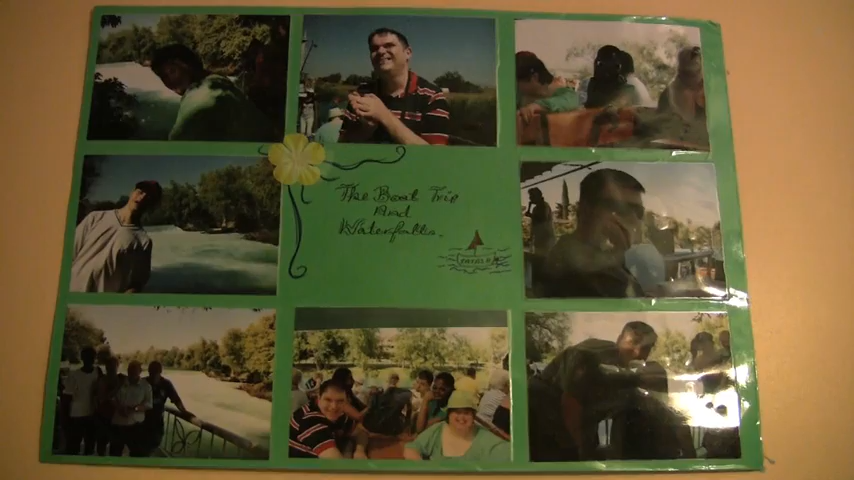 The Boat Trip
And
Waterfalls.